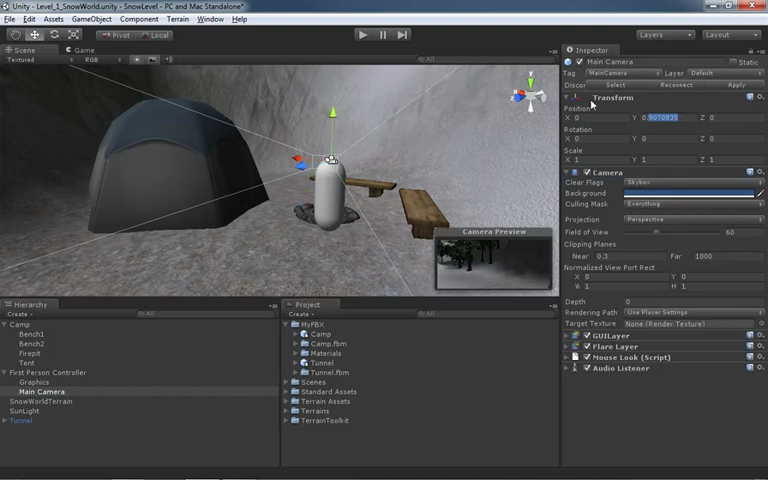 Unity - Level_1_SnowWorld.unity - SnowLevel - PC and Mac Standalone*
File Edit Assets GameObject Component Terrain Window Help
Pivot Local Layers Layout
Scene Game
Textured RGB All
y
x
z
Camera Preview
Inspector
Main Camera Static
Tag MainCamera Layer Default
Select Reconnect Apply
Transform
Position
X 0 Y 0.9070835 Z 0
Rotation
X 0 Y 0 Z 0
Scale
X 1 Y 1 Z 1
Camera
Clear Flags Skybox
Background
Culling Mask Everything
Projection Perspective
Field of View 60
Clipping Planes
Near 0.3 Far 1000
Normalized View Port Rect
X 0 Y 0
W 1 H 1
Depth 0
Rendering Path Use Player Settings
Target Texture None (Render Texture)
GUILayer
Flare Layer
Mouse Look (Script)
Audio Listener
Hierarchy
Create All
Camp
Bench1
Bench2
Firepit
Tent
First Person Controller
Graphics
Main Camera
SnowWorldTerrain
SunLight
Tunnel
Project
Create All
MyFBX
Camp
Camp.fbm
Materials
Tunnel
Tunnel.fbm
Scenes
Standard Assets
Terrain Assets
Terrains
TerrainToolkit